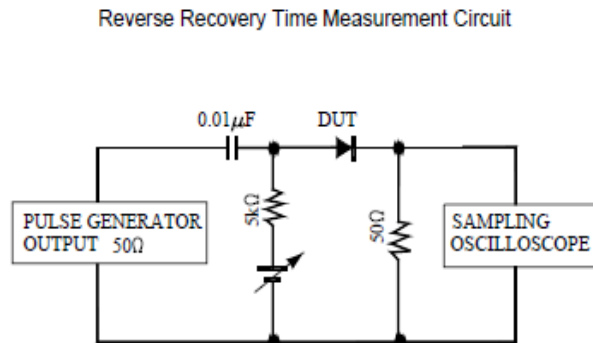 Reverse Recovery Time Measurement Circuit
0.01μF
DUT
5kΩ
50Ω
PULSE GENERATOR
OUTPUT 50Ω
SAMPLING
OSCILLOSCOPE